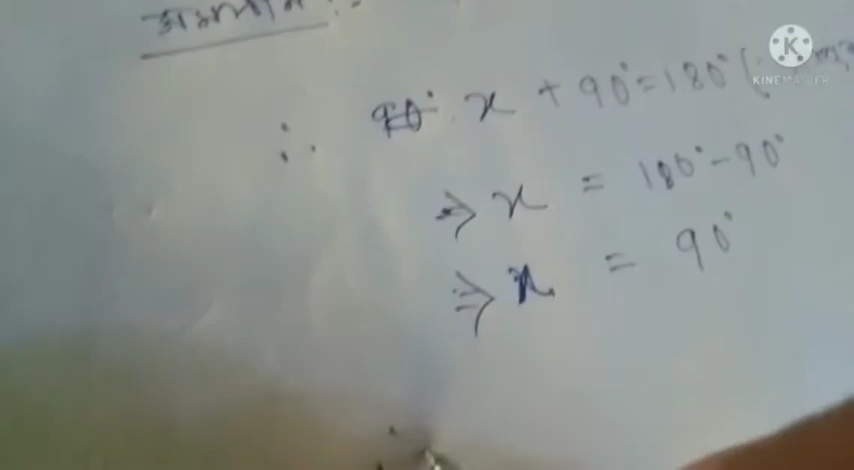 KINEMASTER
∴ x + 90° = 180° (
⇒ x = 180° - 90°
⇒ x = 90°